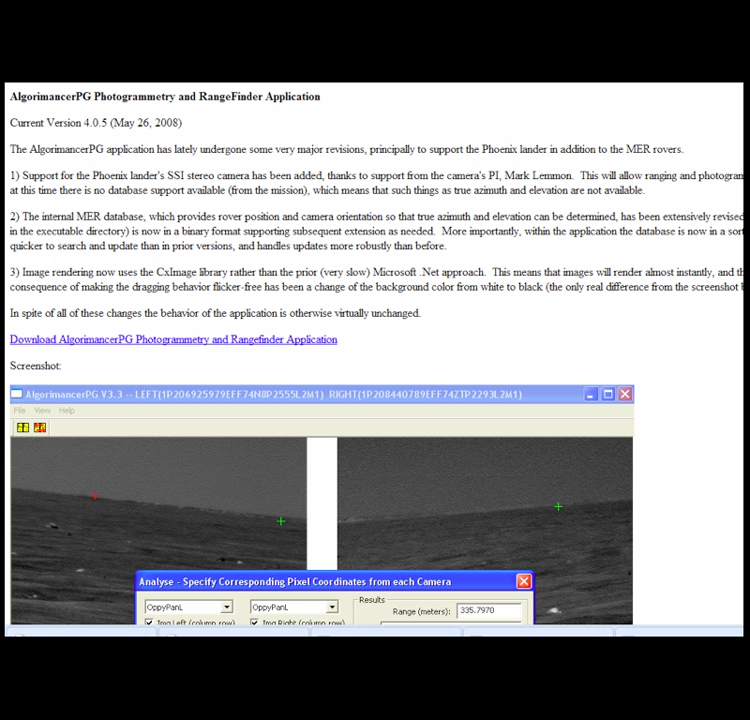 AlgorimancerPG Photogrammetry and RangeFinder Application
Current Version 4.0.5 (May 26, 2008)
The AlgorimancerPG application has lately undergone some very major revisions, principally to support the Phoenix lander in addition to the MER rovers.
1) Support for the Phoenix lander's SSI stereo camera has been added, thanks to support from the camera's PI, Mark Lemmon.  This will allow ranging and photogram
at this time there is no database support available (from the mission), which means that such things as true azimuth and elevation are not available.
2) The internal MER database, which provides rover position and camera orientation so that true azimuth and elevation can be determined, has been extensively revised
in the executable directory) is now in a binary format supporting subsequent extension as needed.  More importantly, within the application the database is now in a sort
quicker to search and update than in prior versions, and handles updates more robustly than before.
3) Image rendering now uses the CxImage library rather than the prior (very slow) Microsoft .Net approach.  This means that images will render almost instantly, and th
consequence of making the dragging behavior flicker-free has been a change of the background color from white to black (the only real difference from the screenshot b
In spite of all of these changes the behavior of the application is otherwise virtually unchanged.
Download AlgorimancerPG Photogrammetry and Rangefinder Application
Screenshot:
AlgorimancerPG V3.3 -- LEFT(1P206925979EFF74N8P2555L2M1) RIGHT(1P208440789EFF74ZTP2293L2M1)
File View Help
Analyse - Specify Corresponding Pixel Coordinates from each Camera
OppyPanL OppyPanL Results
Range (meters): 335.7970
Img Left (column,row) Img Right (column,row)